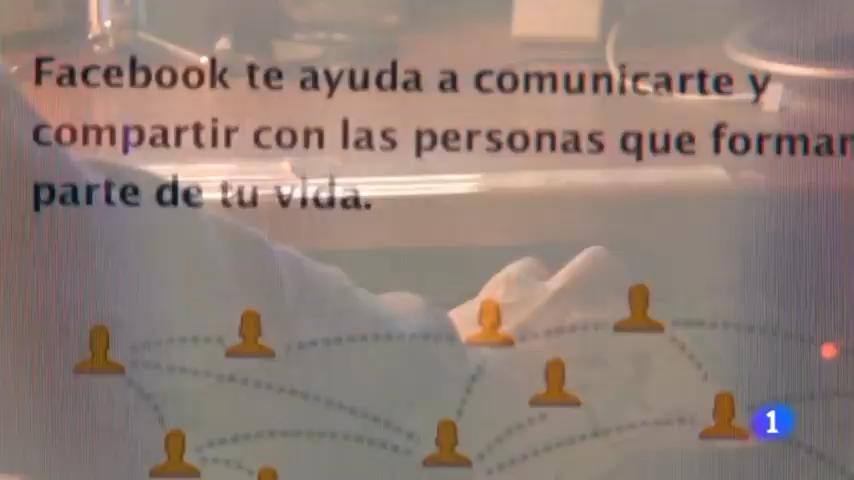 Facebook te ayuda a comunicarte y
compartir con las personas que forman
parte de tu vida.
1